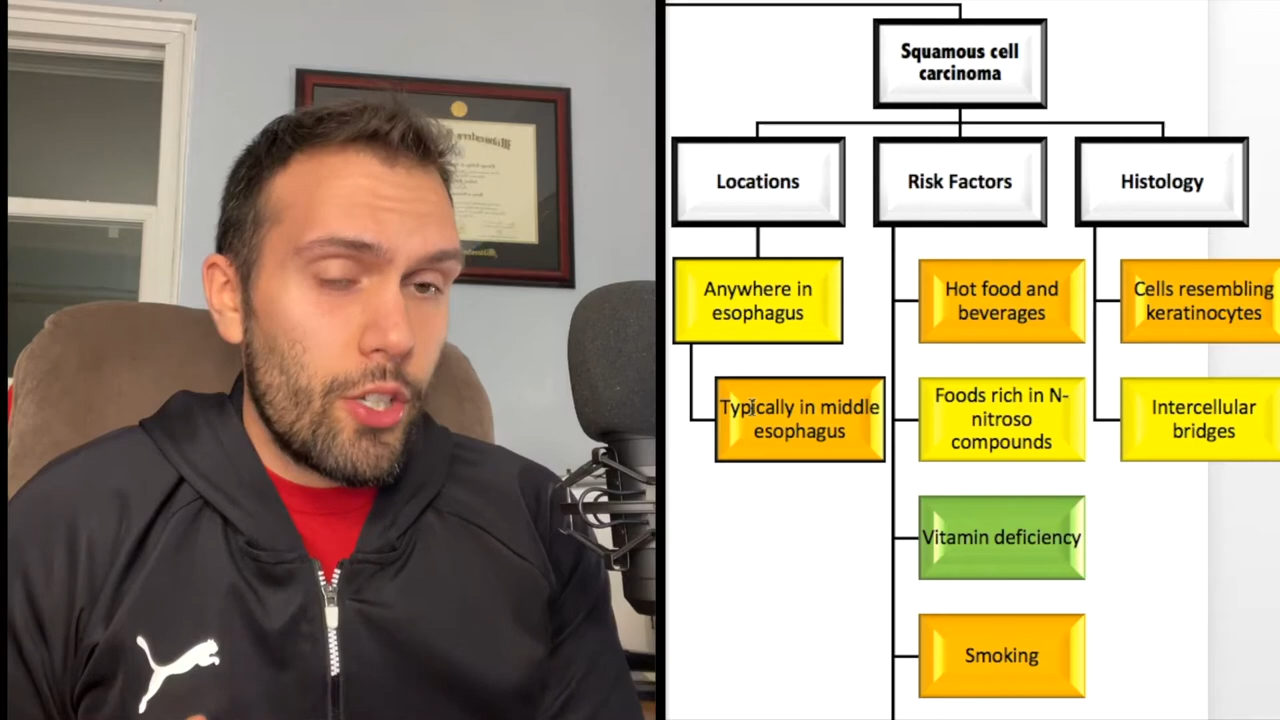 Squamous cell
carcinoma
Locations
Risk Factors
Histology
Anywhere in
esophagus
Hot food and
beverages
Cells resembling
keratinocytes
Typically in middle
esophagus
Foods rich in N-
nitroso
compounds
Intercellular
bridges
Vitamin deficiency
Smoking